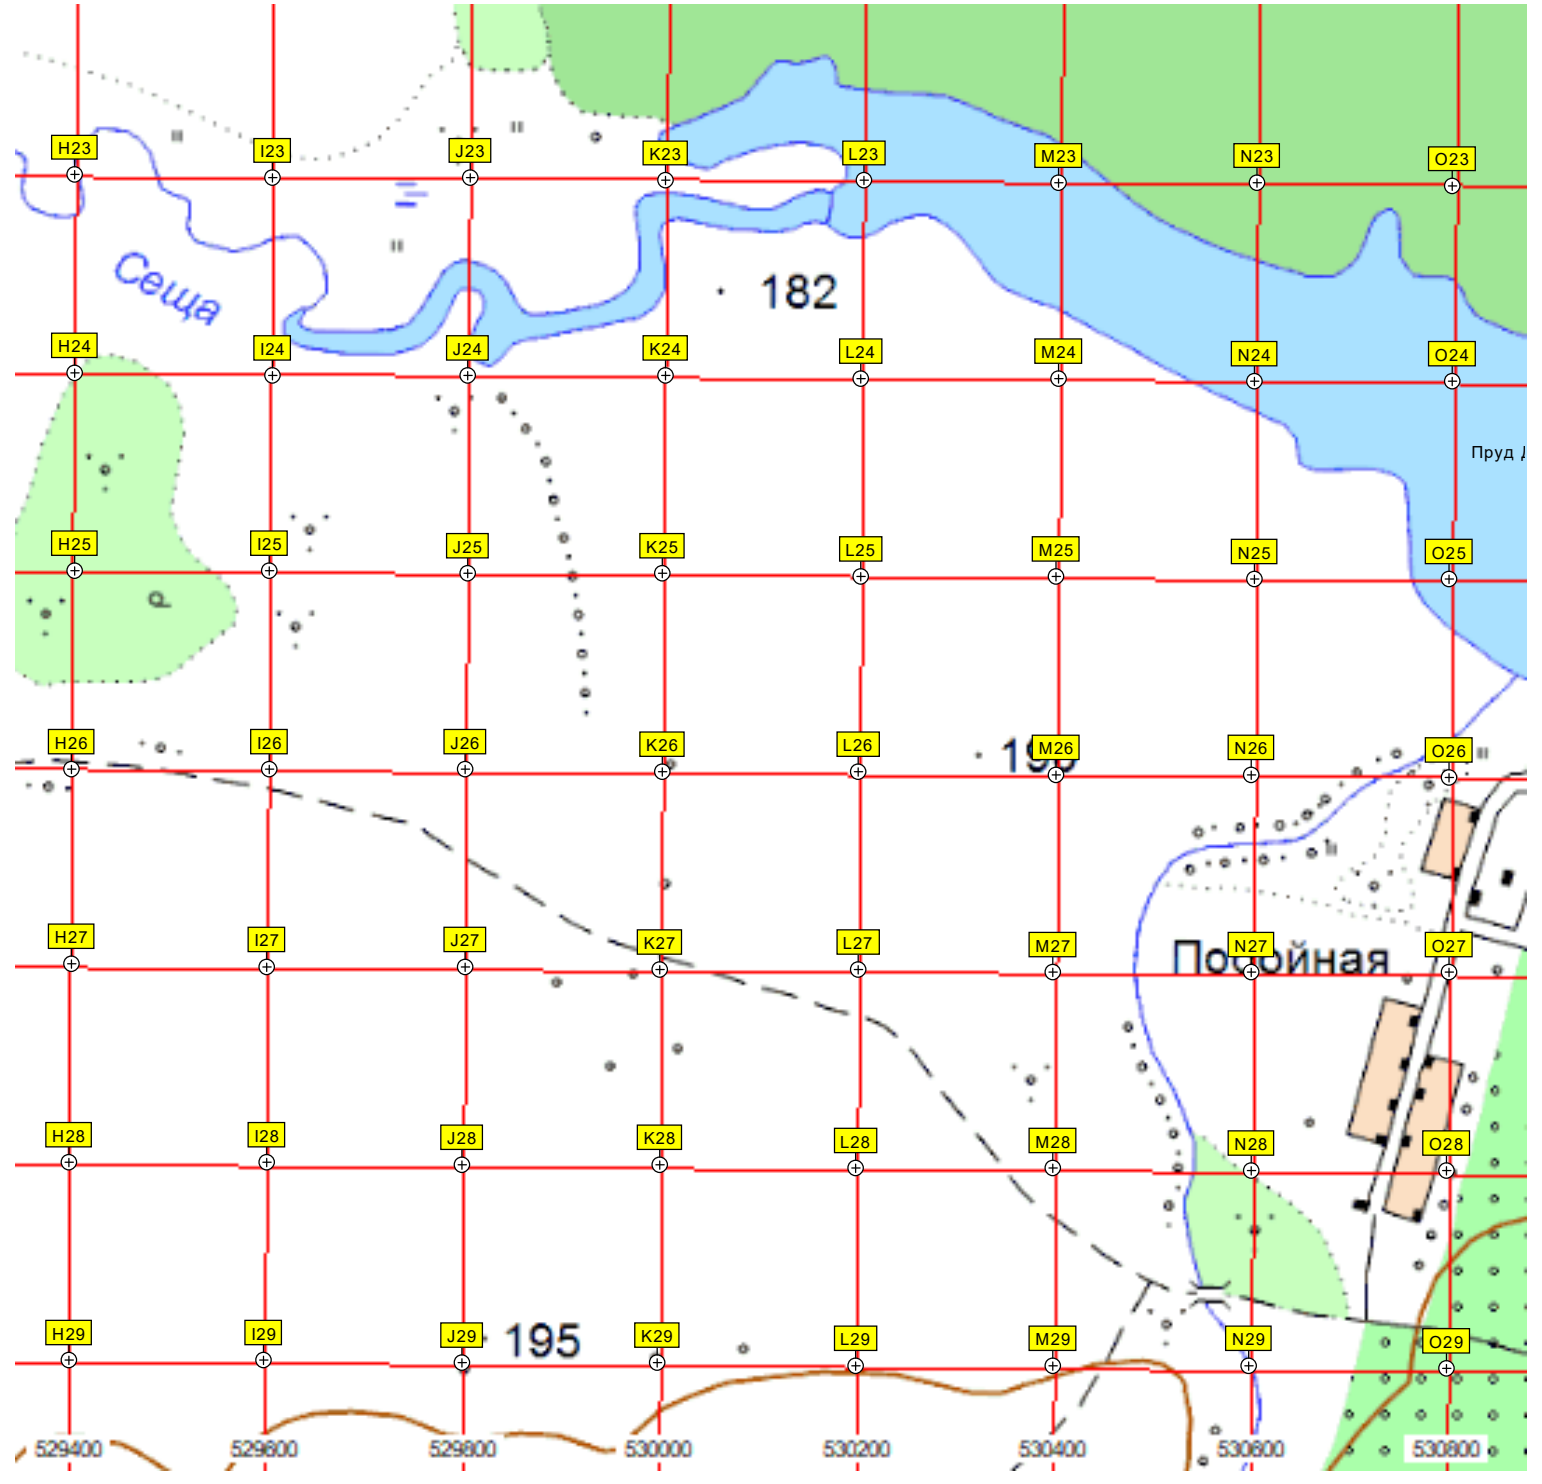 H23 I23 J23 K23 L23 M23 N23 O23
Сеща
182
H24 I24 J24 K24 L24 M24 N24 O24
Пруд
H25 I25 J25 K25 L25 M25 N25 O25
H26 I26 J26 K26 L26 M26 N26 O26
H27 I27 J27 K27 L27 M27 N27 O27
H28 I28 J28 K28 L28 M28 N28 O28
H29 I29 J29 195 K29 L29 M29 N29 O29
529400 529600 529800 530000 530200 530400 530600 530800